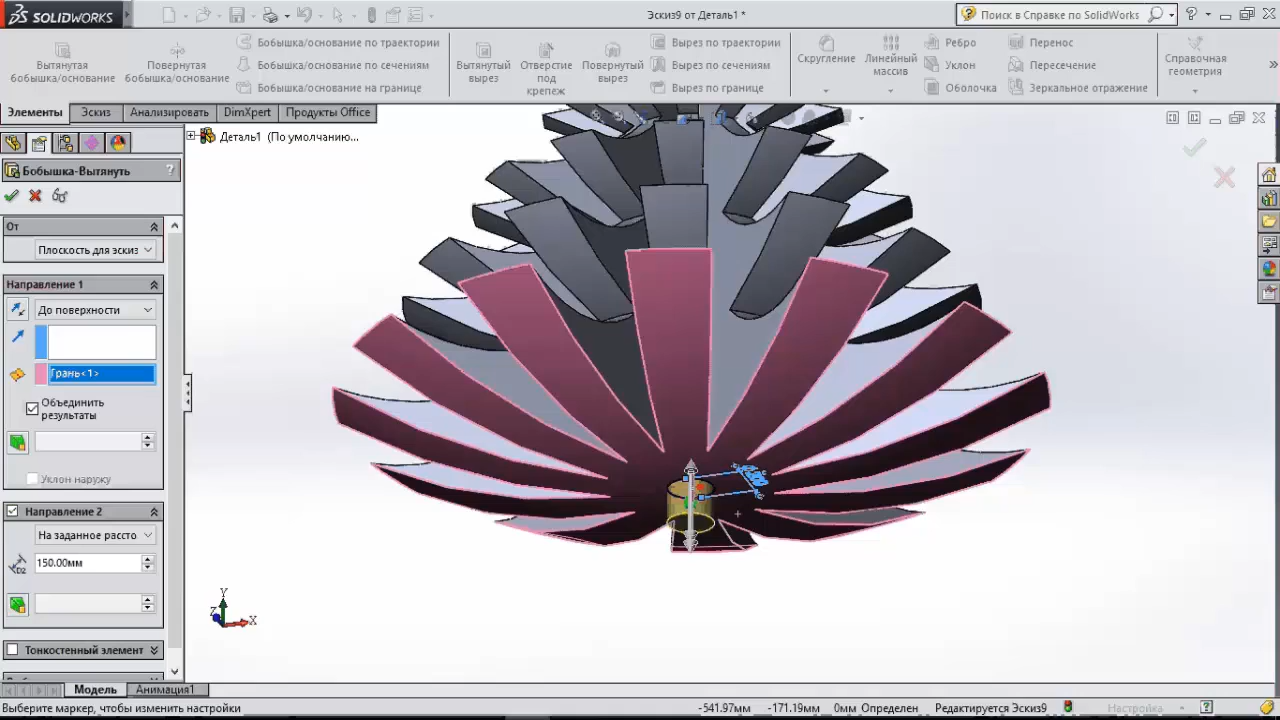 SOLIDWORKS
Эскиз9 от Деталь1 *
Поиск в Справке по SolidWorks
Вытянутая бобышка/основание
Повернутая бобышка/основание
Бобышка/основание по траектории
Бобышка/основание по сечениям
Бобышка/основание на границе
Вытянутый вырез
Отверстие под крепеж
Повернутый вырез
Вырез по траектории
Вырез по сечениям
Вырез по границе
Скругление
Линейный массив
Ребро
Уклон
Оболочка
Перенос
Пересечение
Зеркальное отражение
Справочная геометрия
Элементы
Эскиз
Анализировать
DimXpert
Продукты Office
Деталь1 (По умолчанию...
Бобышка-Вытянуть
От
Плоскость для эскиз
Направление 1
До поверхности
Грань<1>
Объединить
результаты
Уклон наружу
Направление 2
На заданное рассто
D2
150.00мм
Тонкостенный элемент
Y
Z
X
Модель
Анимация1
Выберите маркер, чтобы изменить настройки
-541.97мм
-171.19мм
0мм
Определен
Редактируется Эскиз9
Настройка